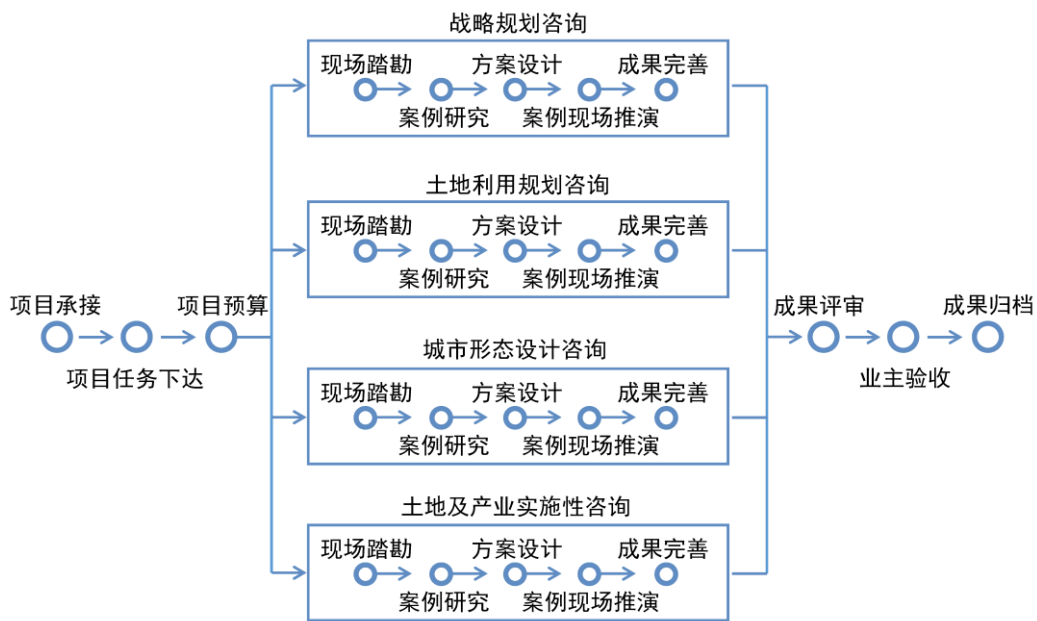 战略规划咨询
现场踏勘 方案设计 成果完善
案例研究 案例现场推演
土地利用规划咨询
现场踏勘 方案设计 成果完善
案例研究 案例现场推演
项目承接 项目预算 成果评审 成果归档
项目任务下达 业主验收
城市形态设计咨询
现场踏勘 方案设计 成果完善
案例研究 案例现场推演
土地及产业实施性咨询
现场踏勘 方案设计 成果完善
案例研究 案例现场推演